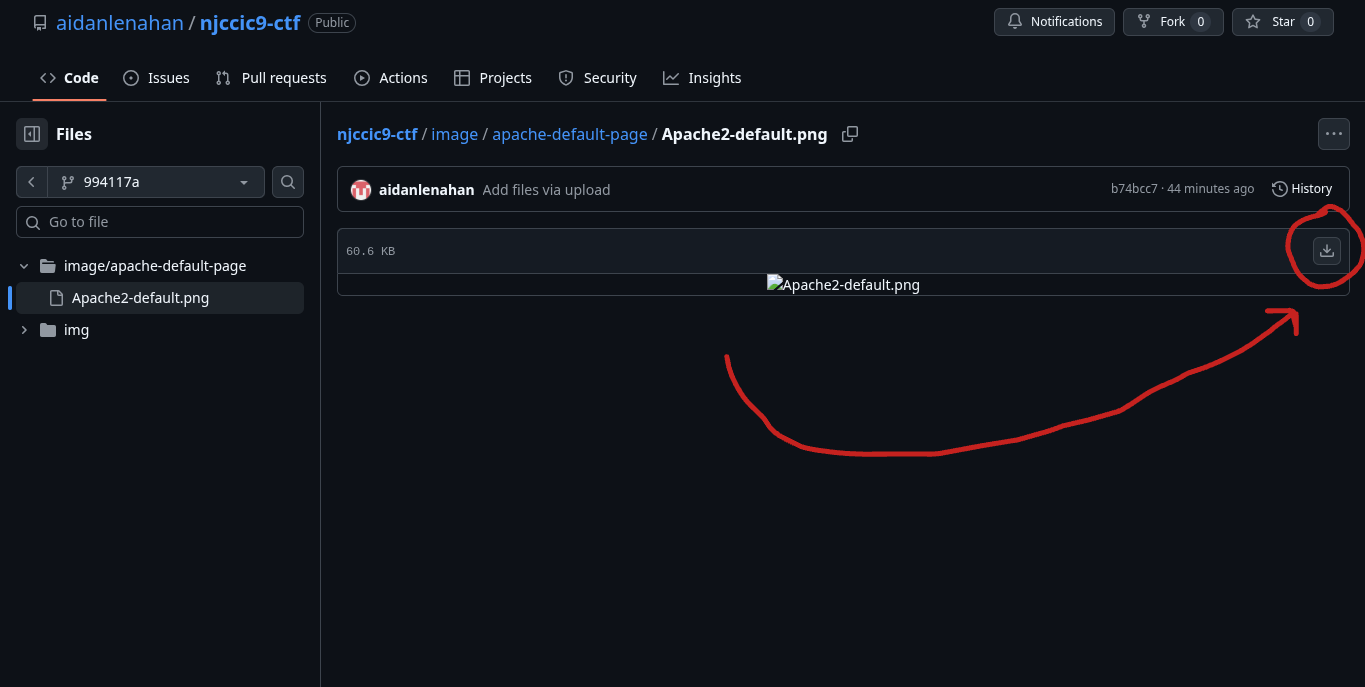 aidanlenahan / njccic9-ctf Public
Notifications Fork 0 Star 0
Code Issues Pull requests Actions Projects Security Insights
Files
994117a
Go to file
image/apache-default-page
Apache2-default.png
img
njccic9-ctf / image / apache-default-page / Apache2-default.png
aidanlenahan Add files via upload b74bcc7 · 44 minutes ago History
60.6 KB
Apache2-default.png